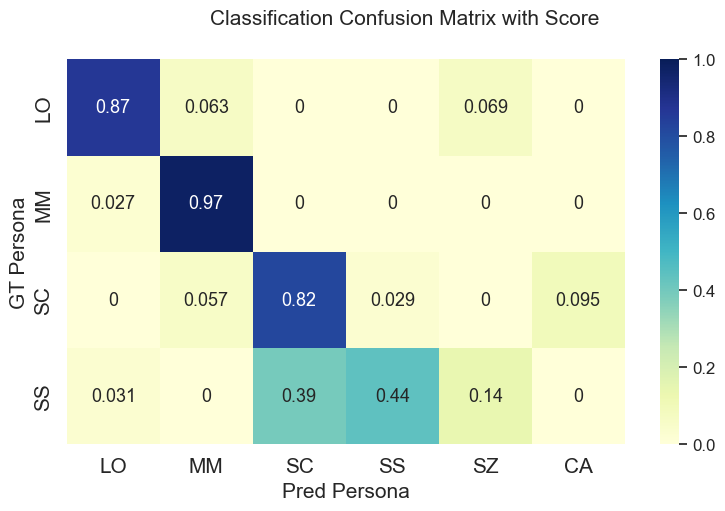 Classification Confusion Matrix with Score
GT Persona
LO 0.87 0.063 0 0 0.069 0
MM 0.027 0.97 0 0 0 0
SC 0 0.057 0.82 0.029 0 0.095
SS 0.031 0 0.39 0.44 0.14 0
LO MM SC SS SZ CA
Pred Persona
1.0
0.8
0.6
0.4
0.2
0.0